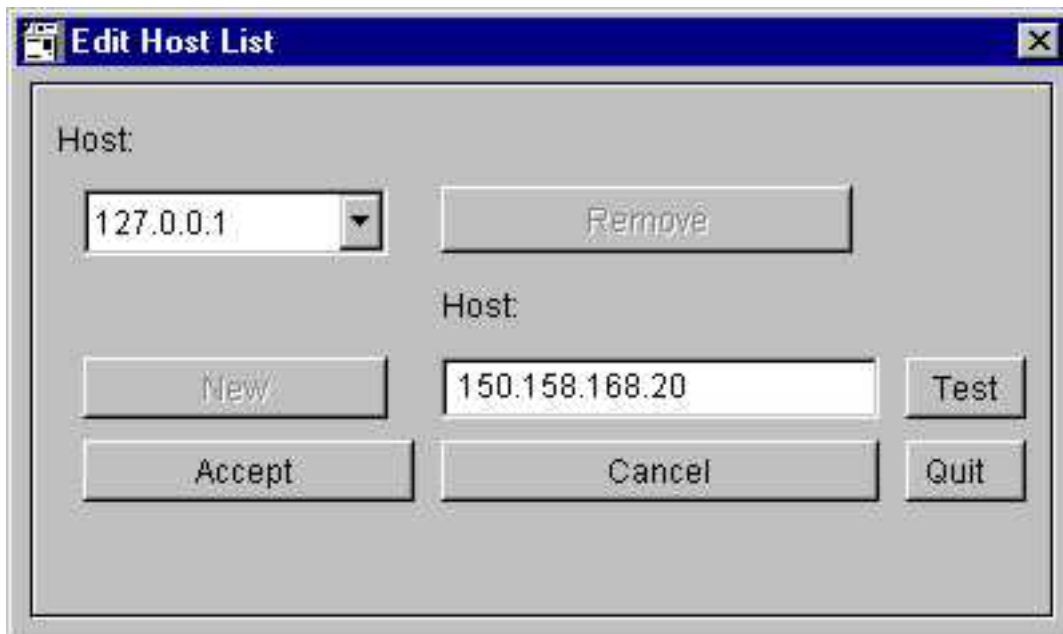 Edit Host List
Host:
127.0.0.1
Remove
Host:
New
150.158.168.20
Test
Accept
Cancel
Quit